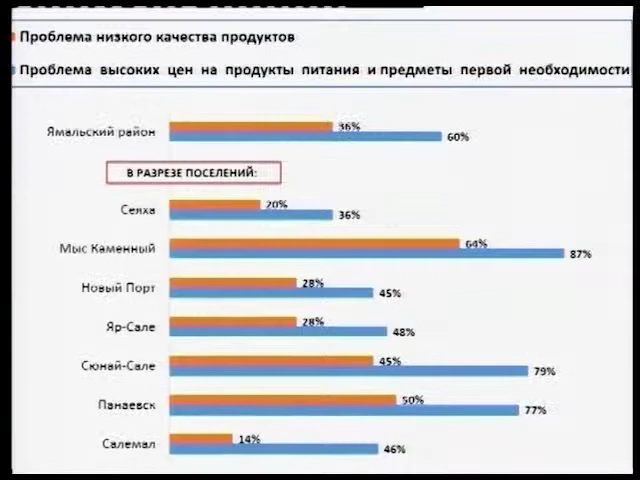 Проблема низкого качества продуктов
Проблема высоких цен на продукты питания и предметы первой необходимости
Ямальский район 36% 60%
В РАЗРЕЗЕ ПОСЕЛЕНИЙ:
Сеяха 20% 36%
Мыс Каменный 64% 87%
Новый Порт 28% 45%
Яр-Сале 28% 48%
Сюнай-Сале 45% 79%
Панаевск 50% 77%
Салемал 14% 46%